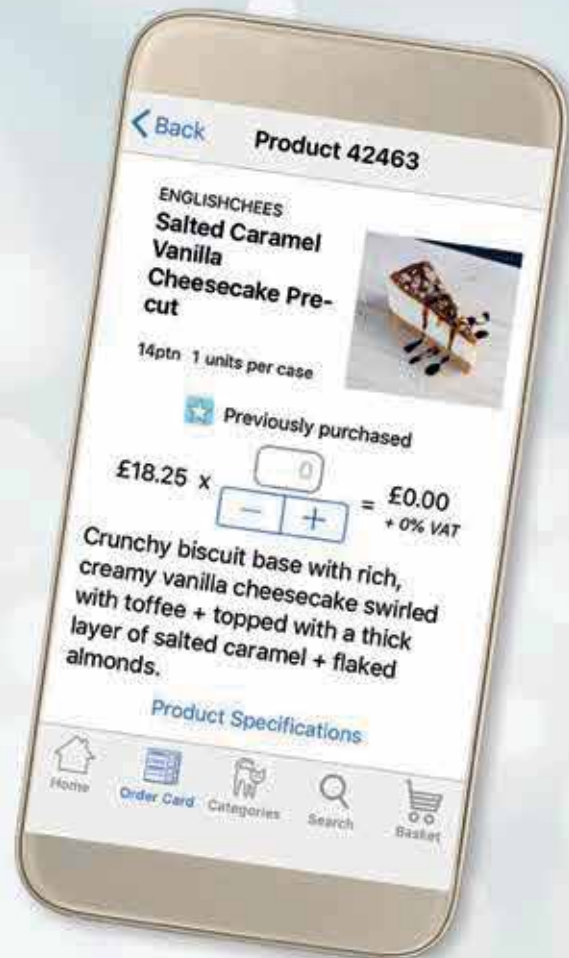 Back
Product 42463
ENGLISHCHEES
Salted Caramel
Vanilla
Cheesecake Pre-
cut
14ptn 1 units per case
Previously purchased
£18.25 x 0 = £0.00
+ 0% VAT
− +
Crunchy biscuit base with rich,
creamy vanilla cheesecake swirled
with toffee + topped with a thick
layer of salted caramel + flaked
almonds.
Product Specifications
Home Order Card Categories Search Basket